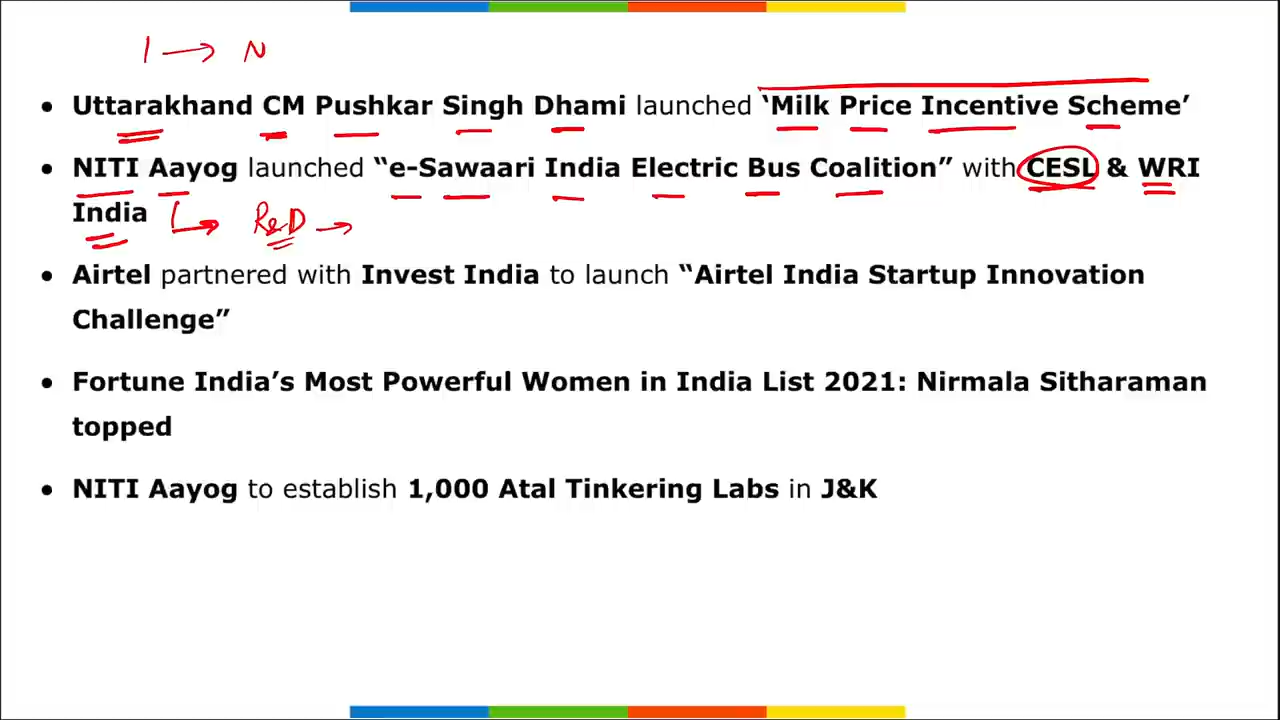 1 → N
• Uttarakhand CM Pushkar Singh Dhami launched ‘Milk Price Incentive Scheme’
• NITI Aayog launched “e-Sawaari India Electric Bus Coalition” with CESL & WRI
India → R&D →
• Airtel partnered with Invest India to launch “Airtel India Startup Innovation
Challenge”
• Fortune India’s Most Powerful Women in India List 2021: Nirmala Sitharaman
topped
• NITI Aayog to establish 1,000 Atal Tinkering Labs in J&K